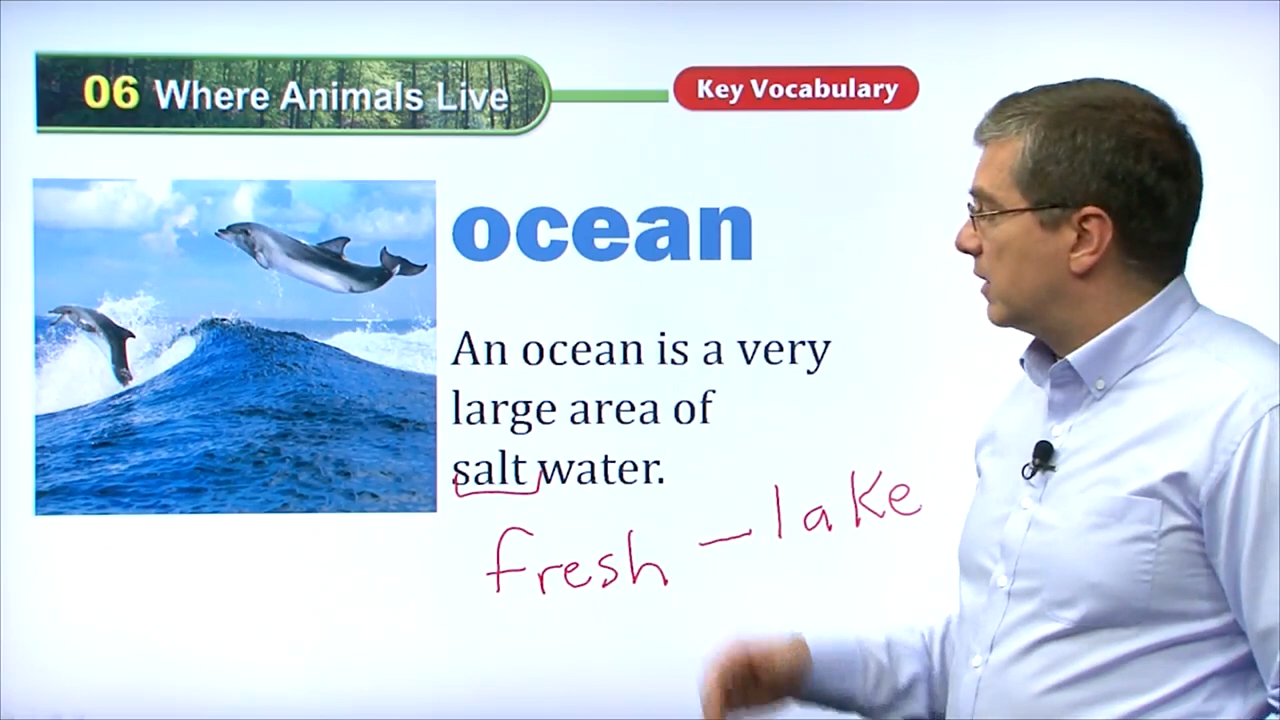 06 Where Animals Live
Key Vocabulary
ocean
An ocean is a very
large area of
salt water.
fresh – lake